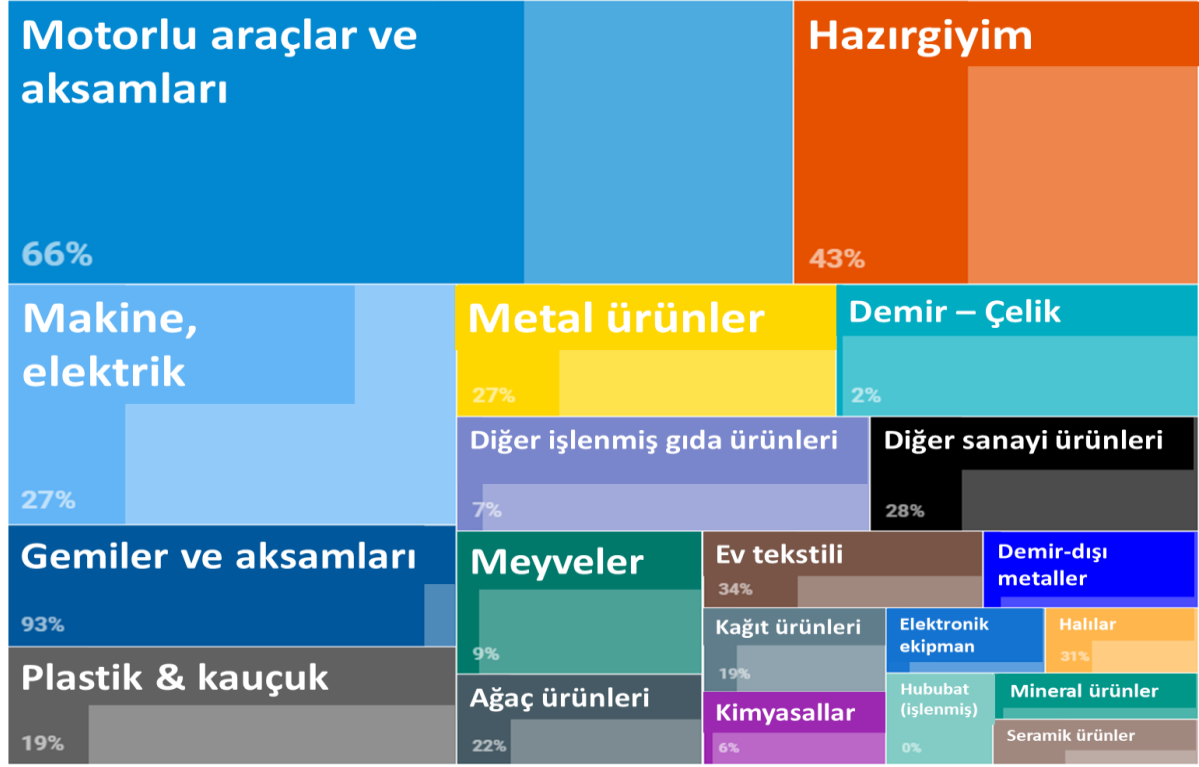 Motorlu araçlar ve
aksamları
66%
Hazırgiyim
43%
Makine,
elektrik
27%
Metal ürünler
27%
Demir – Çelik
2%
Diğer işlenmiş gıda ürünleri
7%
Diğer sanayi ürünleri
28%
Gemiler ve aksamları
93%
Plastik & kauçuk
19%
Meyveler
9%
Ağaç ürünleri
22%
Ev tekstili
34%
Demir-dışı
metaller
Kağıt ürünleri
19%
Elektronik
ekipman
Halılar
31%
Kimyasallar
6%
Hububat
(işlenmiş)
0%
Mineral ürünler
Seramik ürünler